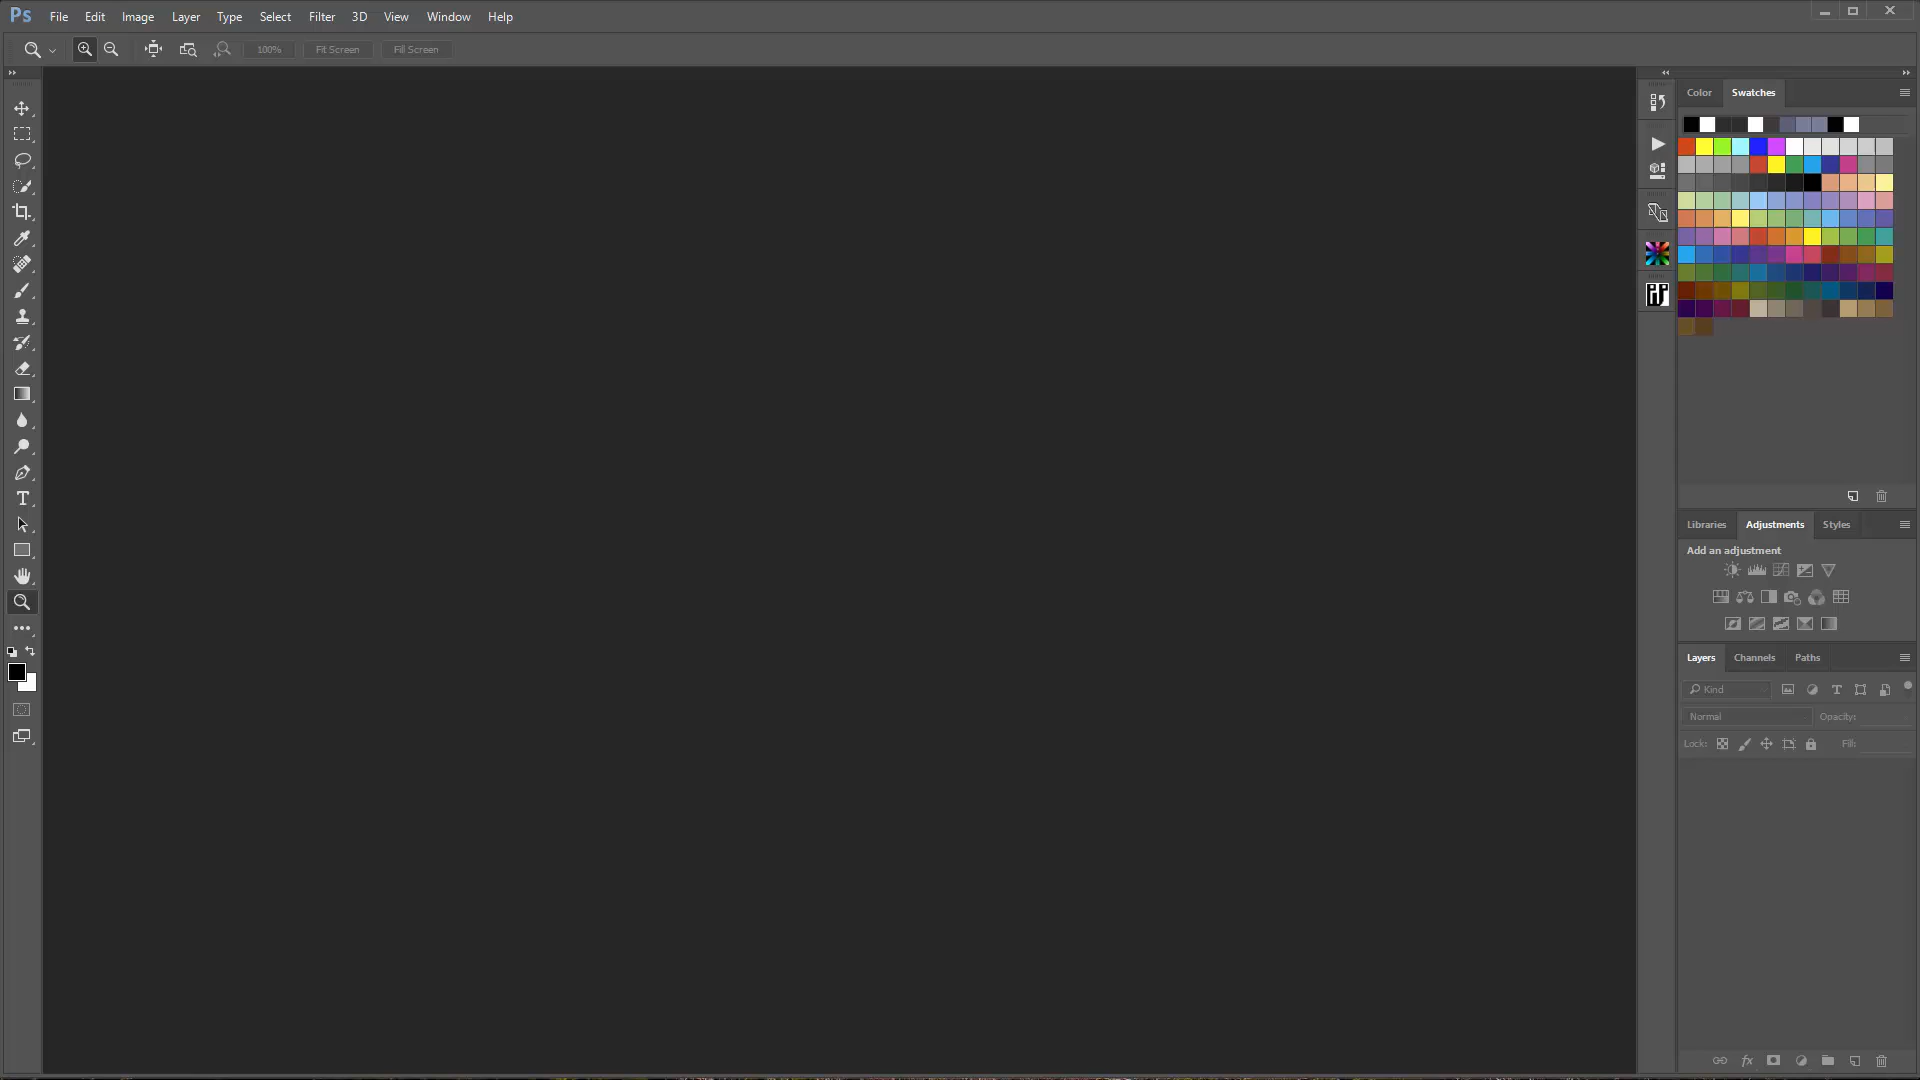 Ps File Edit Image Layer Type Select Filter 3D View Window Help
100% Fit Screen Fill Screen
Color Swatches
Libraries Adjustments Styles
Add an adjustment
Layers Channels Paths
Kind
Normal Opacity:
Lock: Fill:
fx